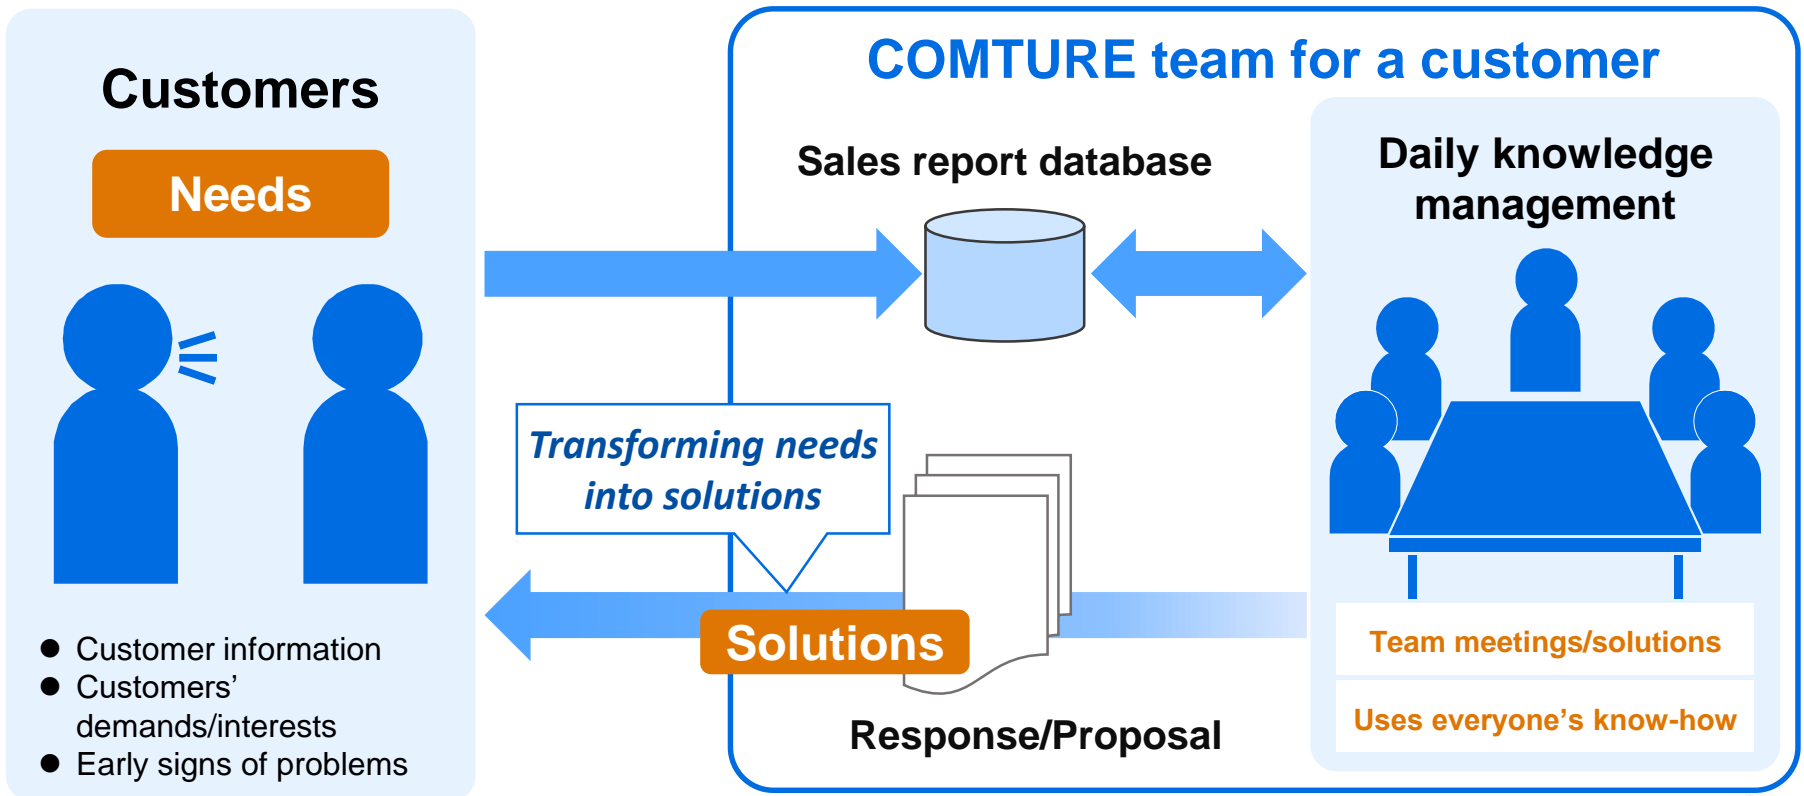 Customers
Needs
● Customer information
● Customers’
demands/interests
● Early signs of problems
COMTURE team for a customer
Sales report database
Transforming needs
into solutions
Solutions
Response/Proposal
Daily knowledge
management
Team meetings/solutions
Uses everyone’s know-how